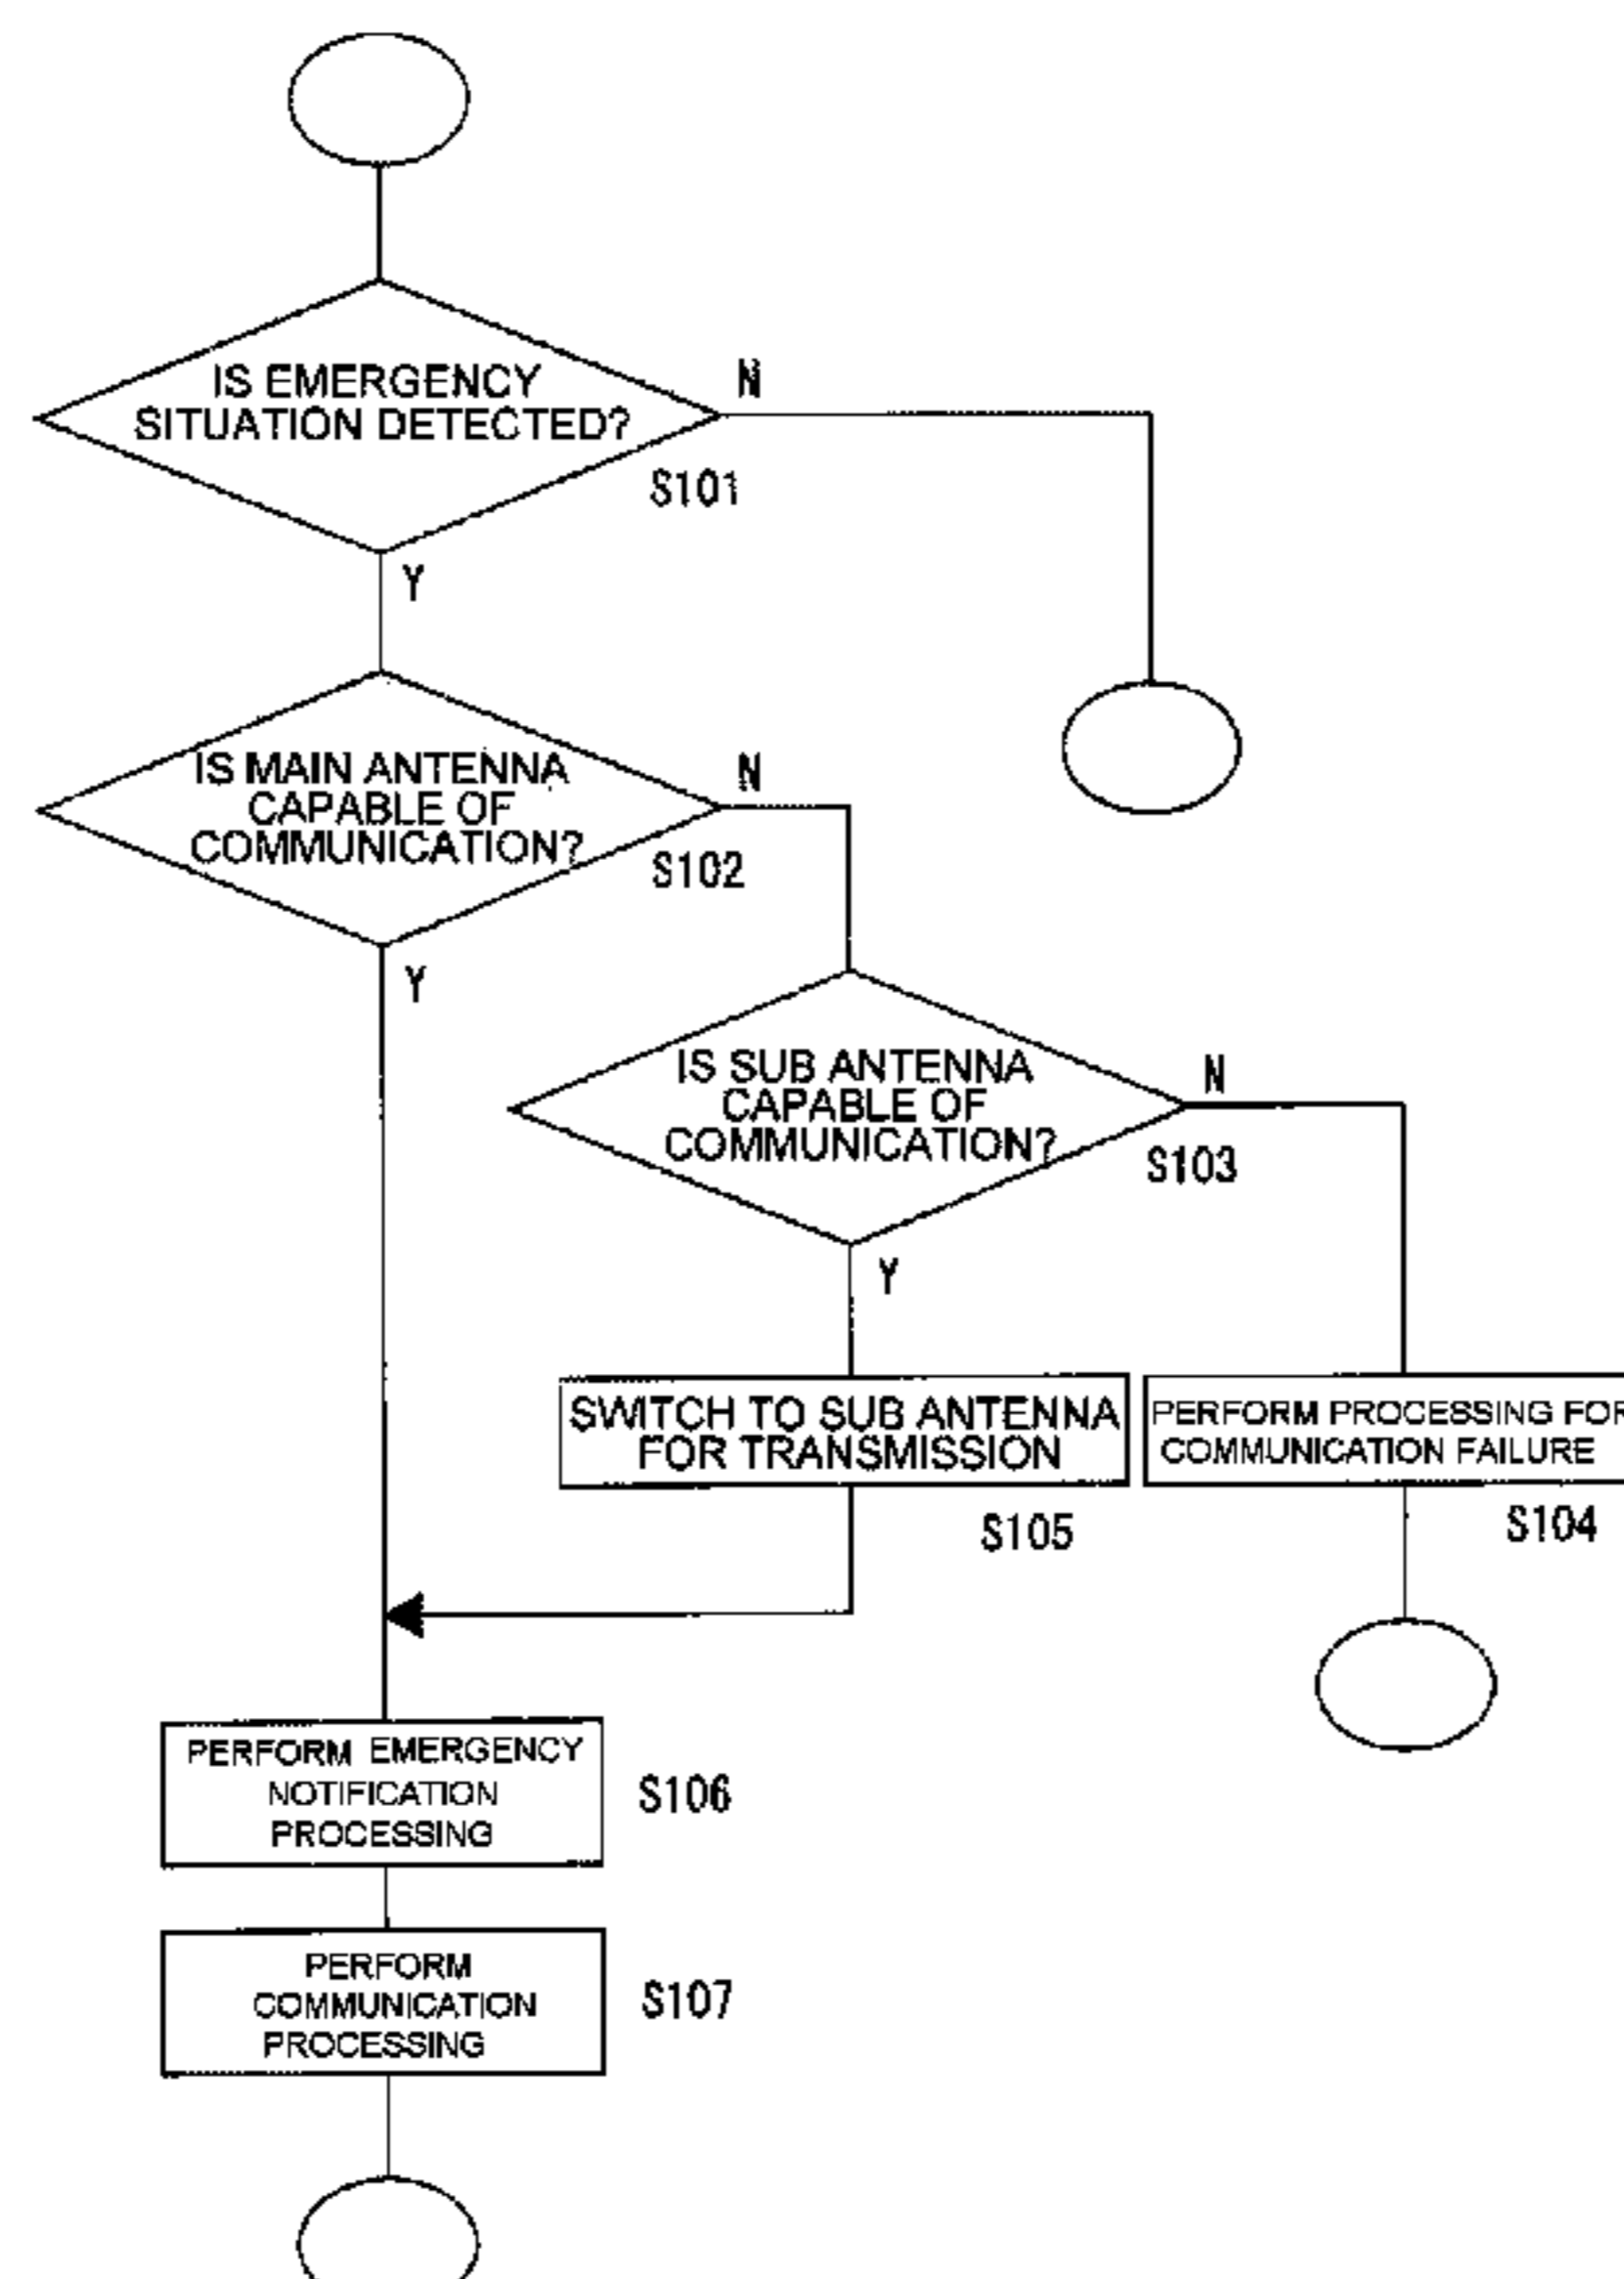 IS EMERGENCY
SITUATION DETECTED?
N
S101
Y
IS MAIN ANTENNA
CAPABLE OF
COMMUNICATION?
N
S102
Y
IS SUB ANTENNA
CAPABLE OF
COMMUNICATION?
N
S103
Y
SWITCH TO SUB ANTENNA
FOR TRANSMISSION
S105
PERFORM PROCESSING FOR
COMMUNICATION FAILURE
S104
PERFORM EMERGENCY
NOTIFICATION
PROCESSING
S106
PERFORM
COMMUNICATION
PROCESSING
S107